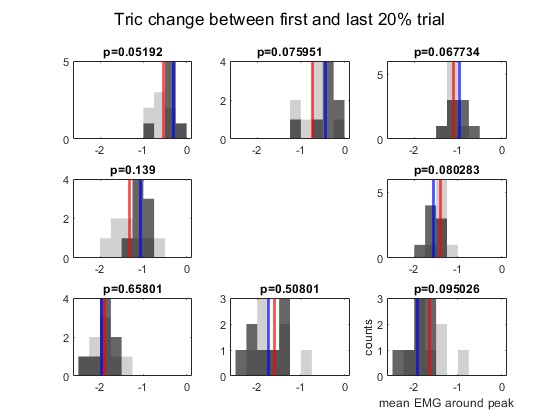 Tric change between first and last 20% trial
p=0.05192 p=0.075951 p=0.067734
5 4 5
2
0 0 0
-2 -1 0 -2 -1 0 -2 -1 0
p=0.139 p=0.080283
4 5
2
0 0
-2 -1 0 -2 -1 0
p=0.65801 p=0.50801 p=0.095026
4 3 3
2 2 2
1 1
0 0 0
counts
-2 -1 0 -2 -1 0 -2 -1 0
mean EMG around peak